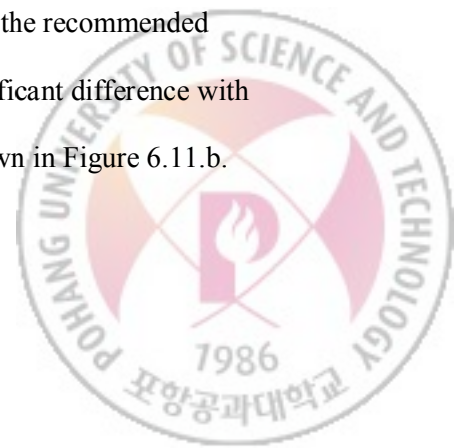 the recommended
ficant difference with
wn in Figure 6.11.b.
POHANG UNIVERSITY OF SCIENCE AND TECHNOLOGY
1986
포항공과대학교